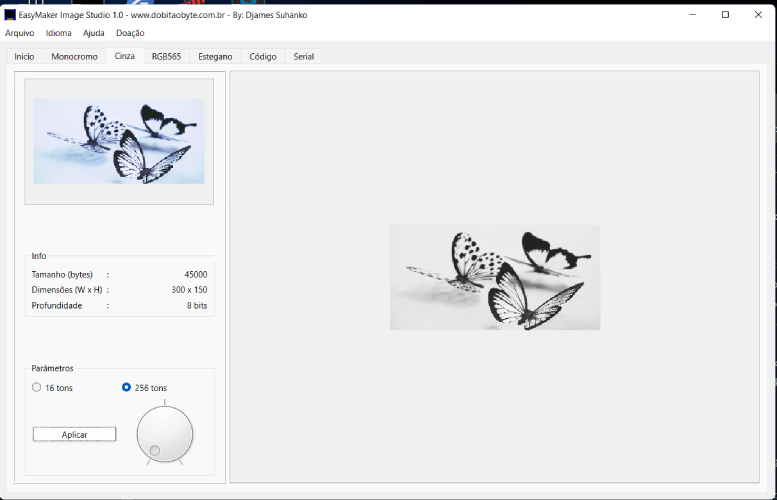 EasyMaker Image Studio 1.0 - www.dobitaobyte.com.br - By: Djames Suhanko
Arquivo Idioma Ajuda Doação
Inicio Monocromo Cinza RGB565 Estegano Código Serial
Info
Tamanho (bytes) : 45000
Dimensões (W x H) : 300 x 150
Profundidade : 8 bits
Parâmetros
16 tons 256 tons
Aplicar